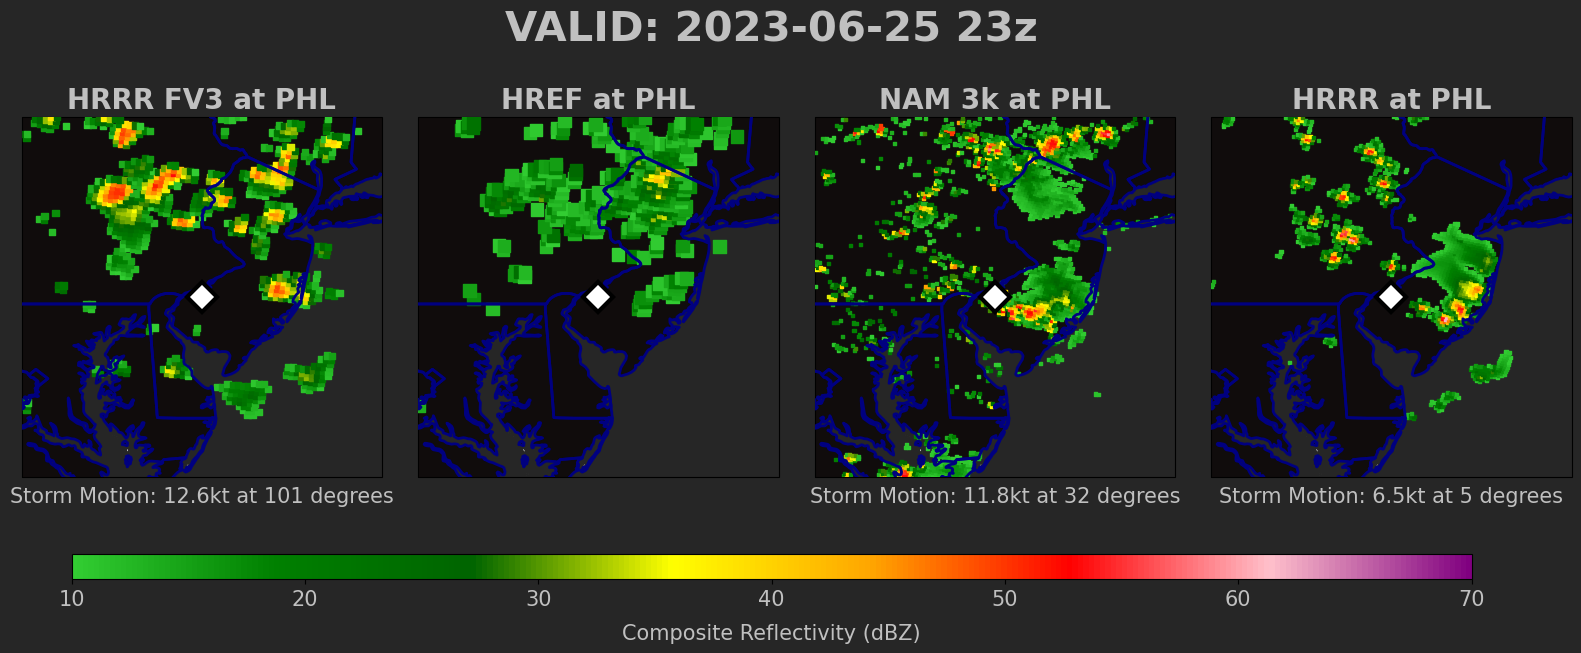 VALID: 2023-06-25 23z
HRRR FV3 at PHL
HREF at PHL
NAM 3k at PHL
HRRR at PHL
Storm Motion: 12.6kt at 101 degrees
Storm Motion: 11.8kt at 32 degrees
Storm Motion: 6.5kt at 5 degrees
10 20 30 40 50 60 70
Composite Reflectivity (dBZ)